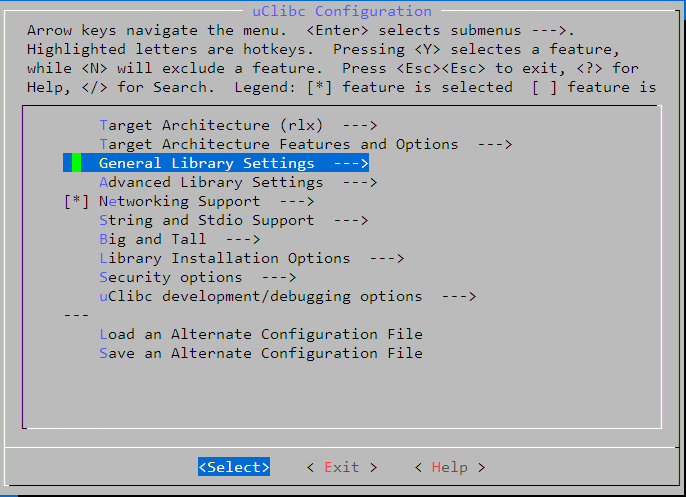 uClibc Configuration
Arrow keys navigate the menu.  <Enter> selects submenus --->.
Highlighted letters are hotkeys.  Pressing <Y> selectes a feature,
while <N> will exclude a feature.  Press <Esc><Esc> to exit, <?> for
Help, </> for Search.  Legend: [*] feature is selected  [ ] feature is
Target Architecture (rlx)  --->
Target Architecture Features and Options  --->
General Library Settings  --->
Advanced Library Settings  --->
[*] Networking Support  --->
String and Stdio Support  --->
Big and Tall  --->
Library Installation Options  --->
Security options  --->
uClibc development/debugging options  --->
---
Load an Alternate Configuration File
Save an Alternate Configuration File
<Select>    < Exit >    < Help >